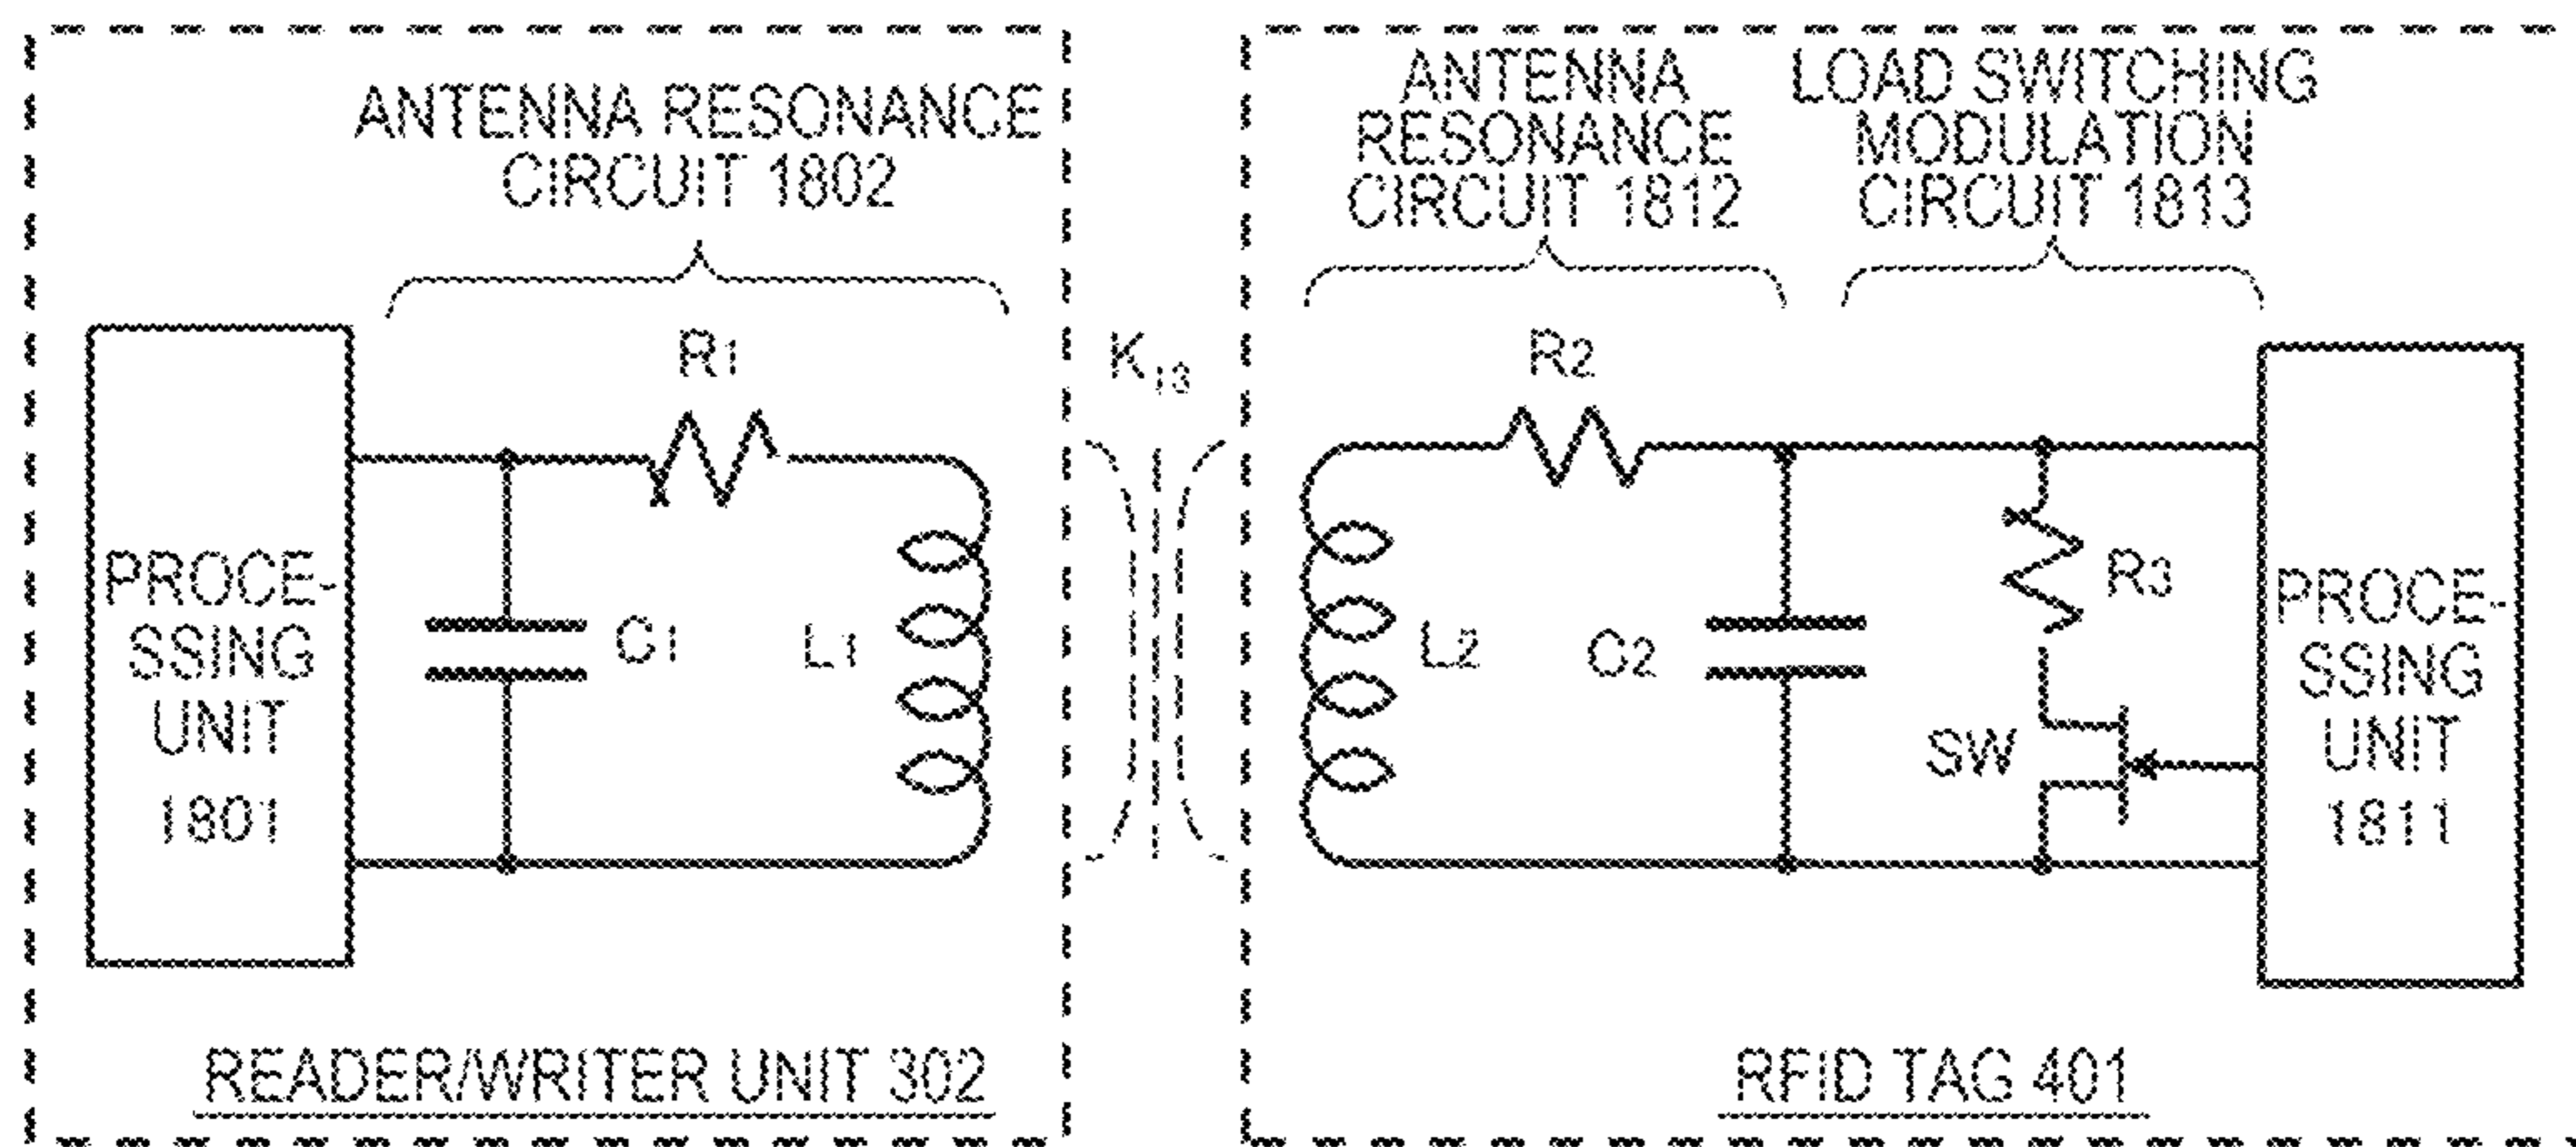 ANTENNA RESONANCE
CIRCUIT 1802
ANTENNA
RESONANCE
CIRCUIT 1812
LOAD SWITCHING
MODULATION
CIRCUIT 1813
R1
K13
R2
PROCE-
SSING
UNIT
1801
C1
L1
L2
C2
R3
SW
PROCE-
SSING
UNIT
1811
READER/WRITER UNIT 302
RFID TAG 401